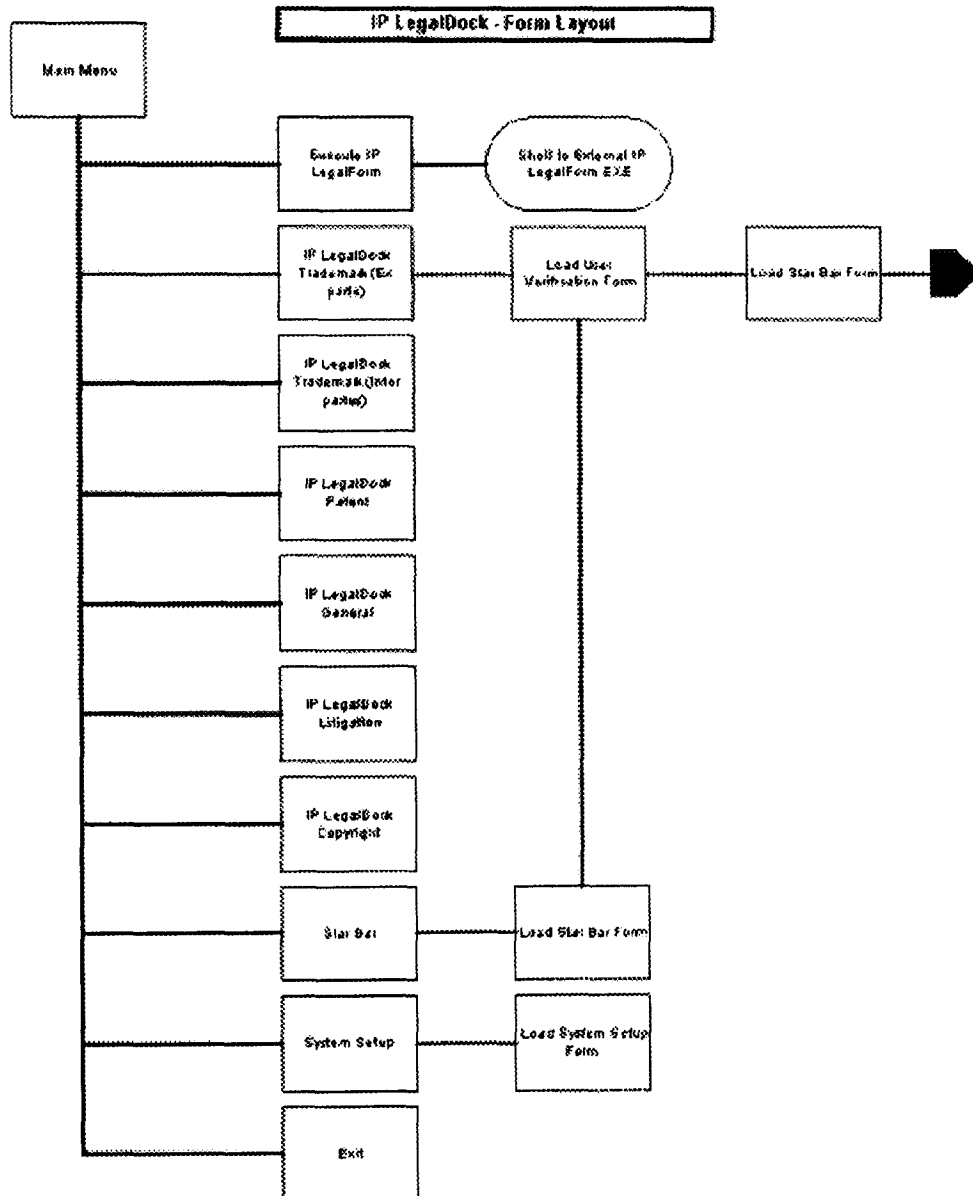 IP LegalDock - Form Layout
Main Menu
Execute IP
LegalForm
Shell to External IP
LegalForm EXE
IP LegalDock
Trademark (Ex
parte)
Load User
Verification Form
Load Star Bar Form
IP LegalDock
Trademark (Inter
partes)
IP LegalDock
Patent
IP LegalDock
General
IP LegalDock
Litigation
IP LegalDock
Copyright
Star Bar
Load Star Bar Form
System Setup
Load System Setup
Form
Exit